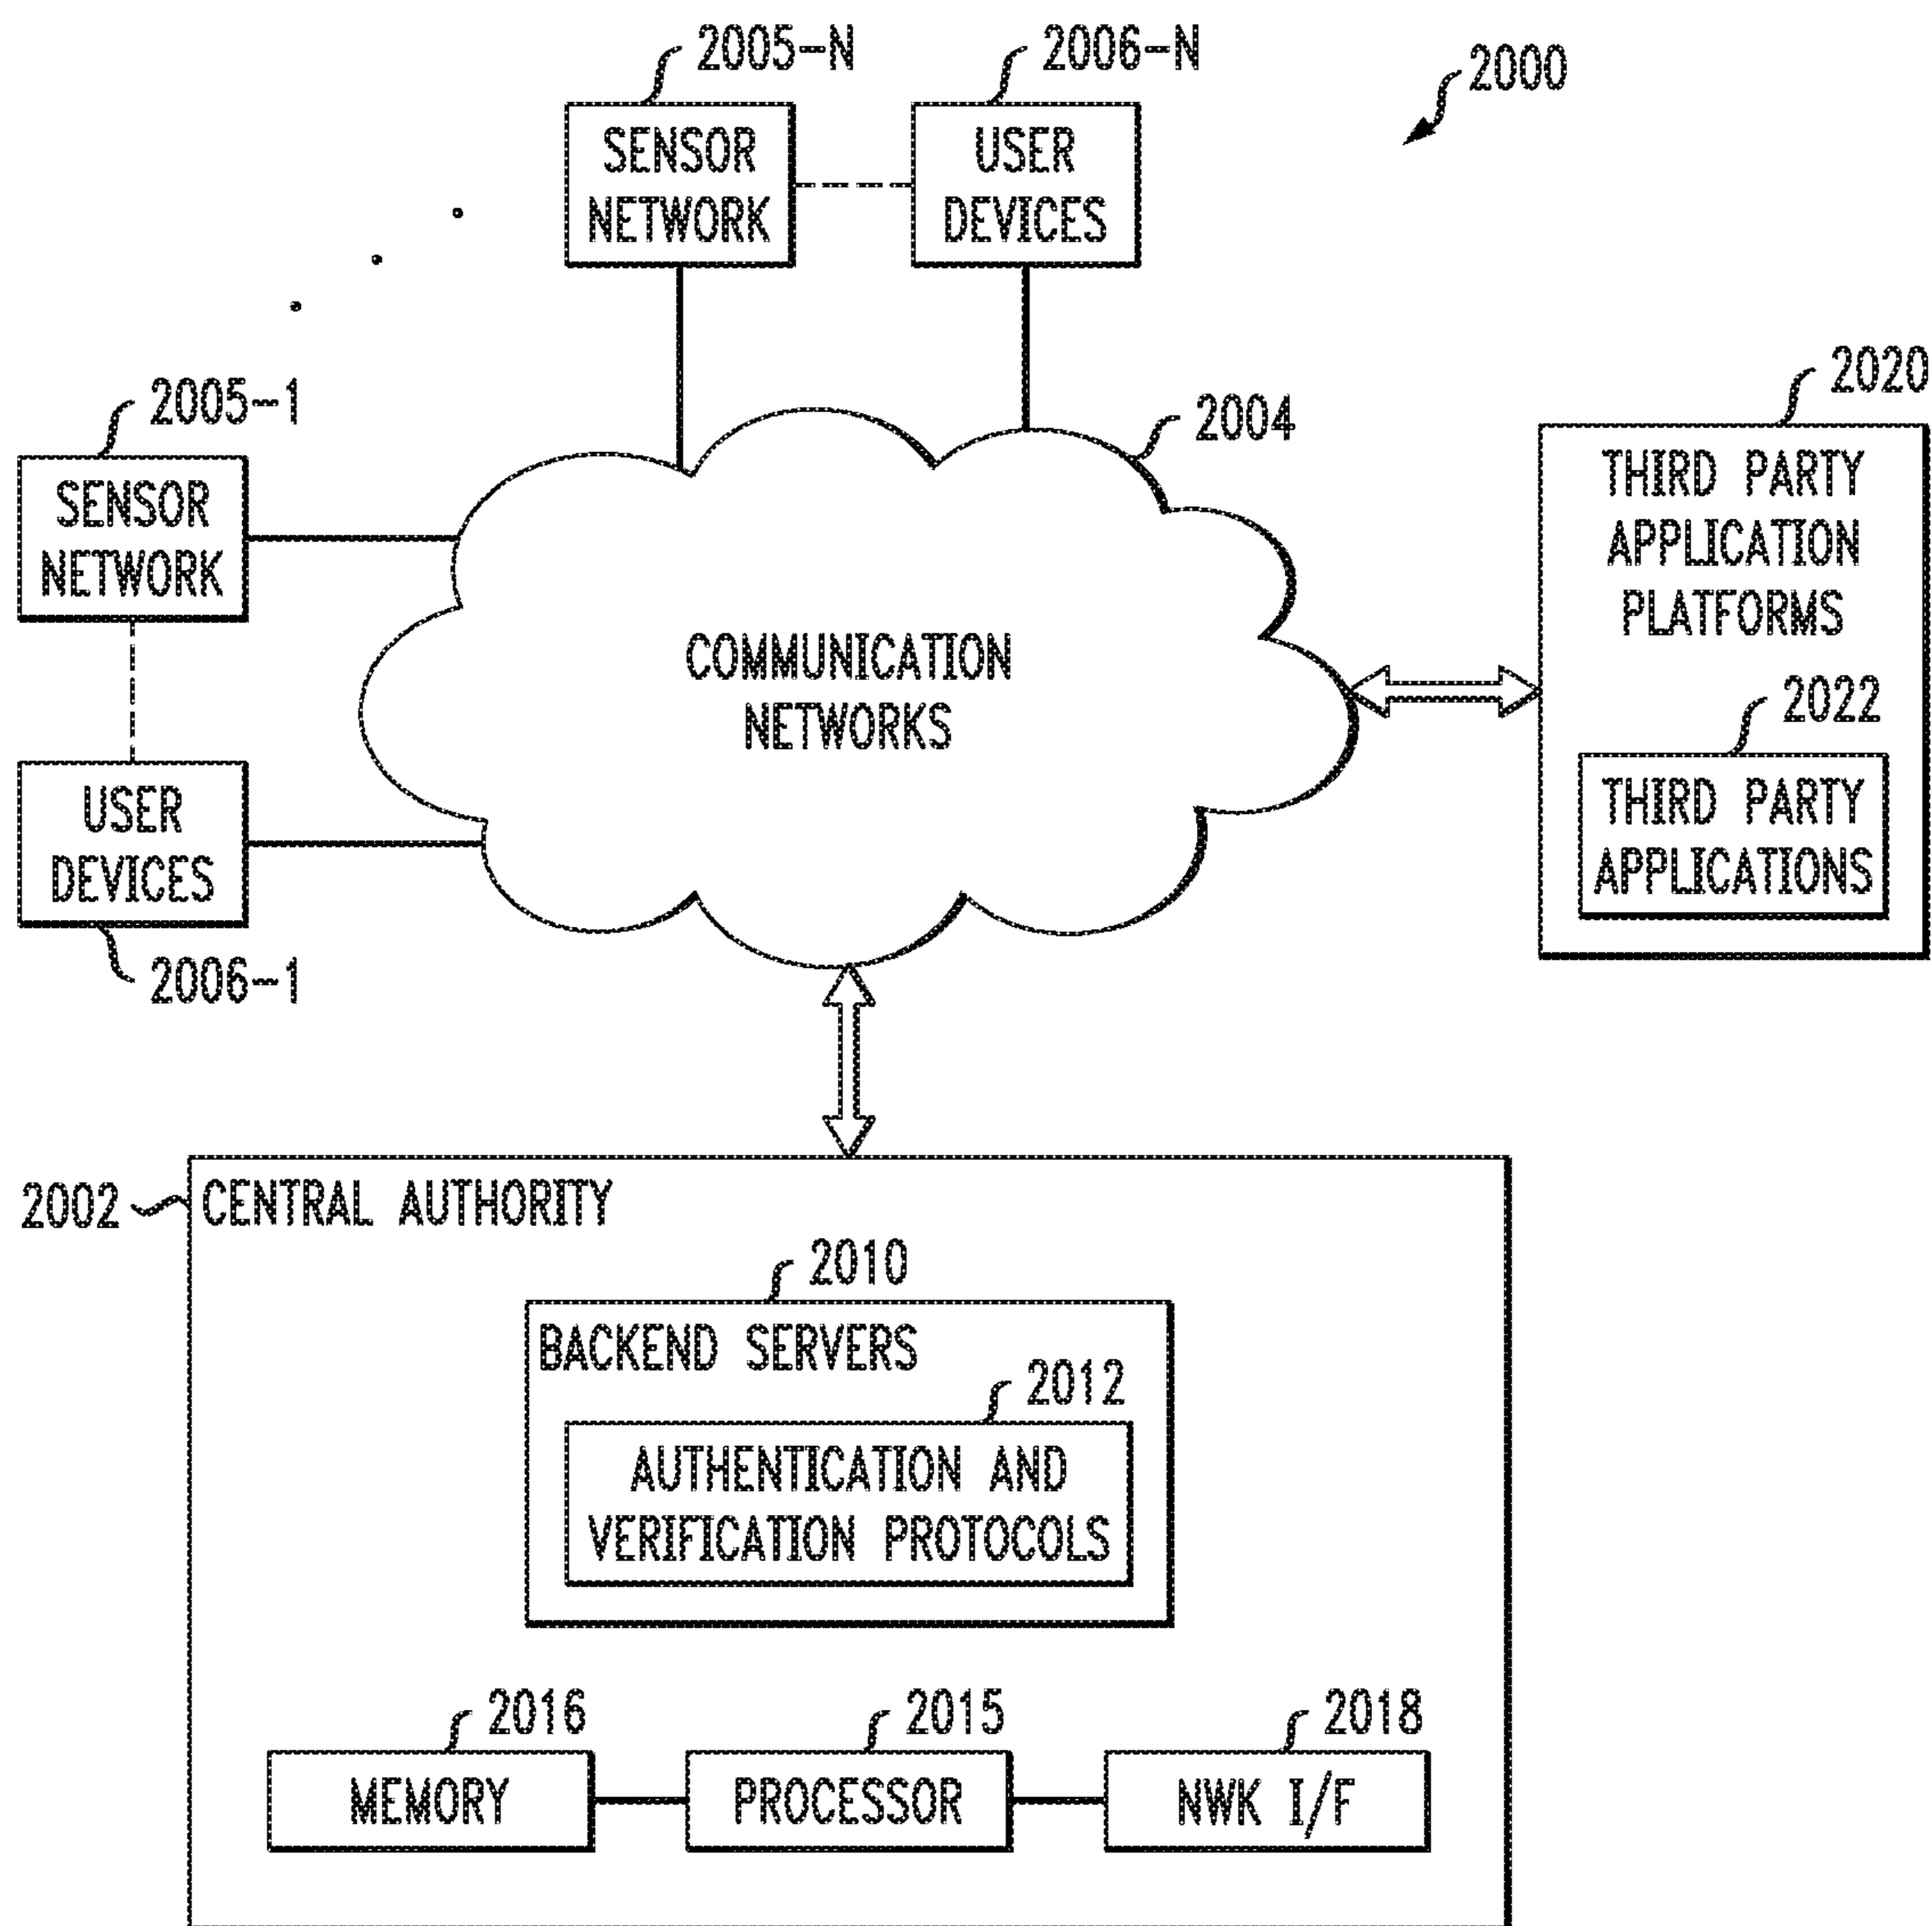 2005-N
2006-N
2000
SENSOR
NETWORK
USER
DEVICES
2005-1
SENSOR
NETWORK
2004
2020
THIRD PARTY
APPLICATION
PLATFORMS
2022
THIRD PARTY
APPLICATIONS
COMMUNICATION
NETWORKS
USER
DEVICES
2006-1
2002
CENTRAL AUTHORITY
2010
BACKEND SERVERS
2012
AUTHENTICATION AND
VERIFICATION PROTOCOLS
2016
2015
2018
MEMORY
PROCESSOR
NWK I/F